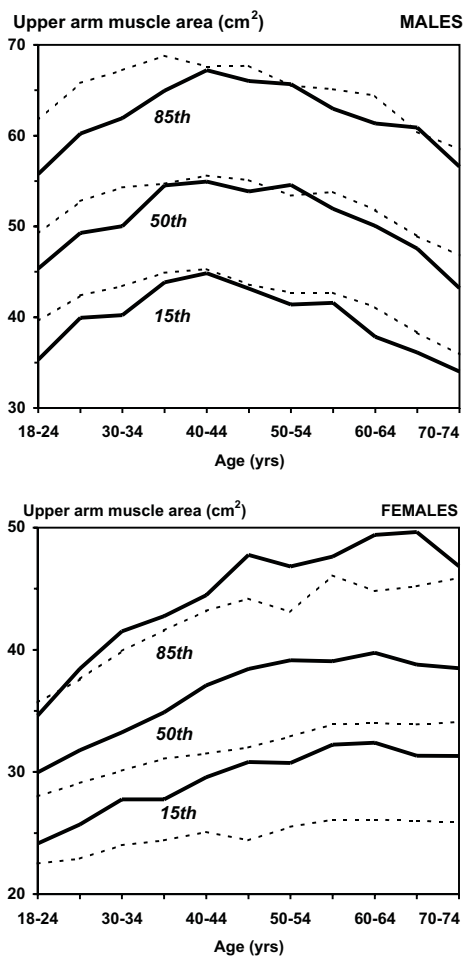 Upper arm muscle area (cm²) MALES
70
60
50
40
30
85th
50th
15th
18-24 30-34 40-44 50-54 60-64 70-74
Age (yrs)
Upper arm muscle area (cm²) FEMALES
50
40
30
20
85th
50th
15th
18-24 30-34 40-44 50-54 60-64 70-74
Age (yrs)